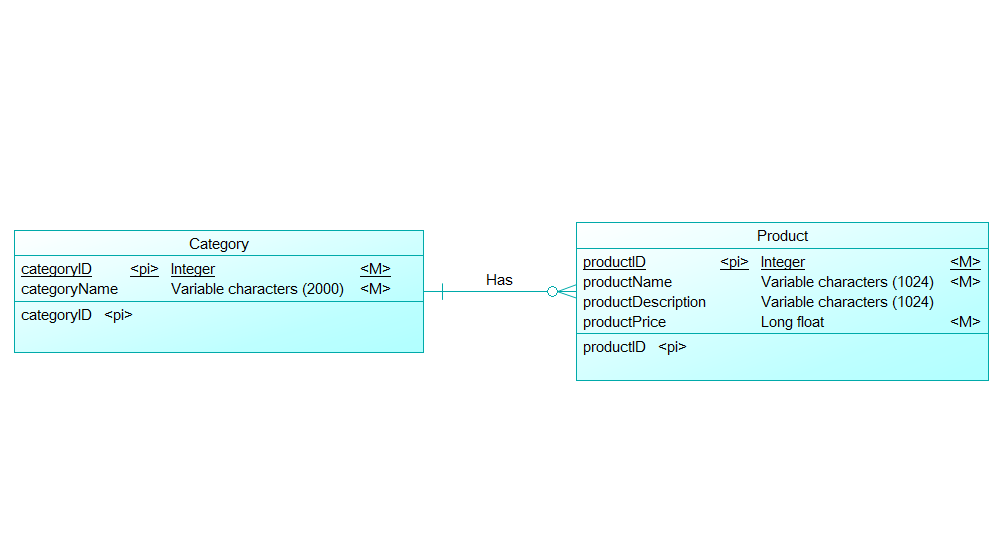 Category
categoryID <pi> Integer <M>
categoryName Variable characters (2000) <M>
categoryID <pi>
Has
Product
productID <pi> Integer <M>
productName Variable characters (1024) <M>
productDescription Variable characters (1024)
productPrice Long float <M>
productID <pi>